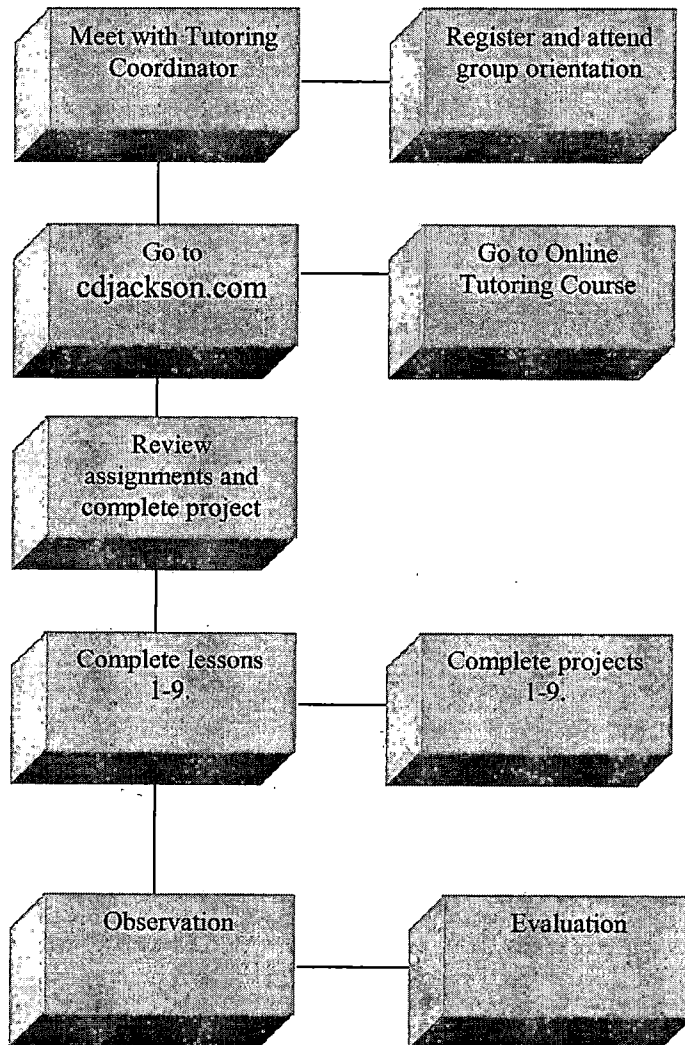 Meet with Tutoring
Coordinator
Register and attend
group orientation
Go to
cdjackson.com
Go to Online
Tutoring Course
Review
assignments and
complete project
Complete lessons
1-9.
Complete projects
1-9.
Observation
Evaluation